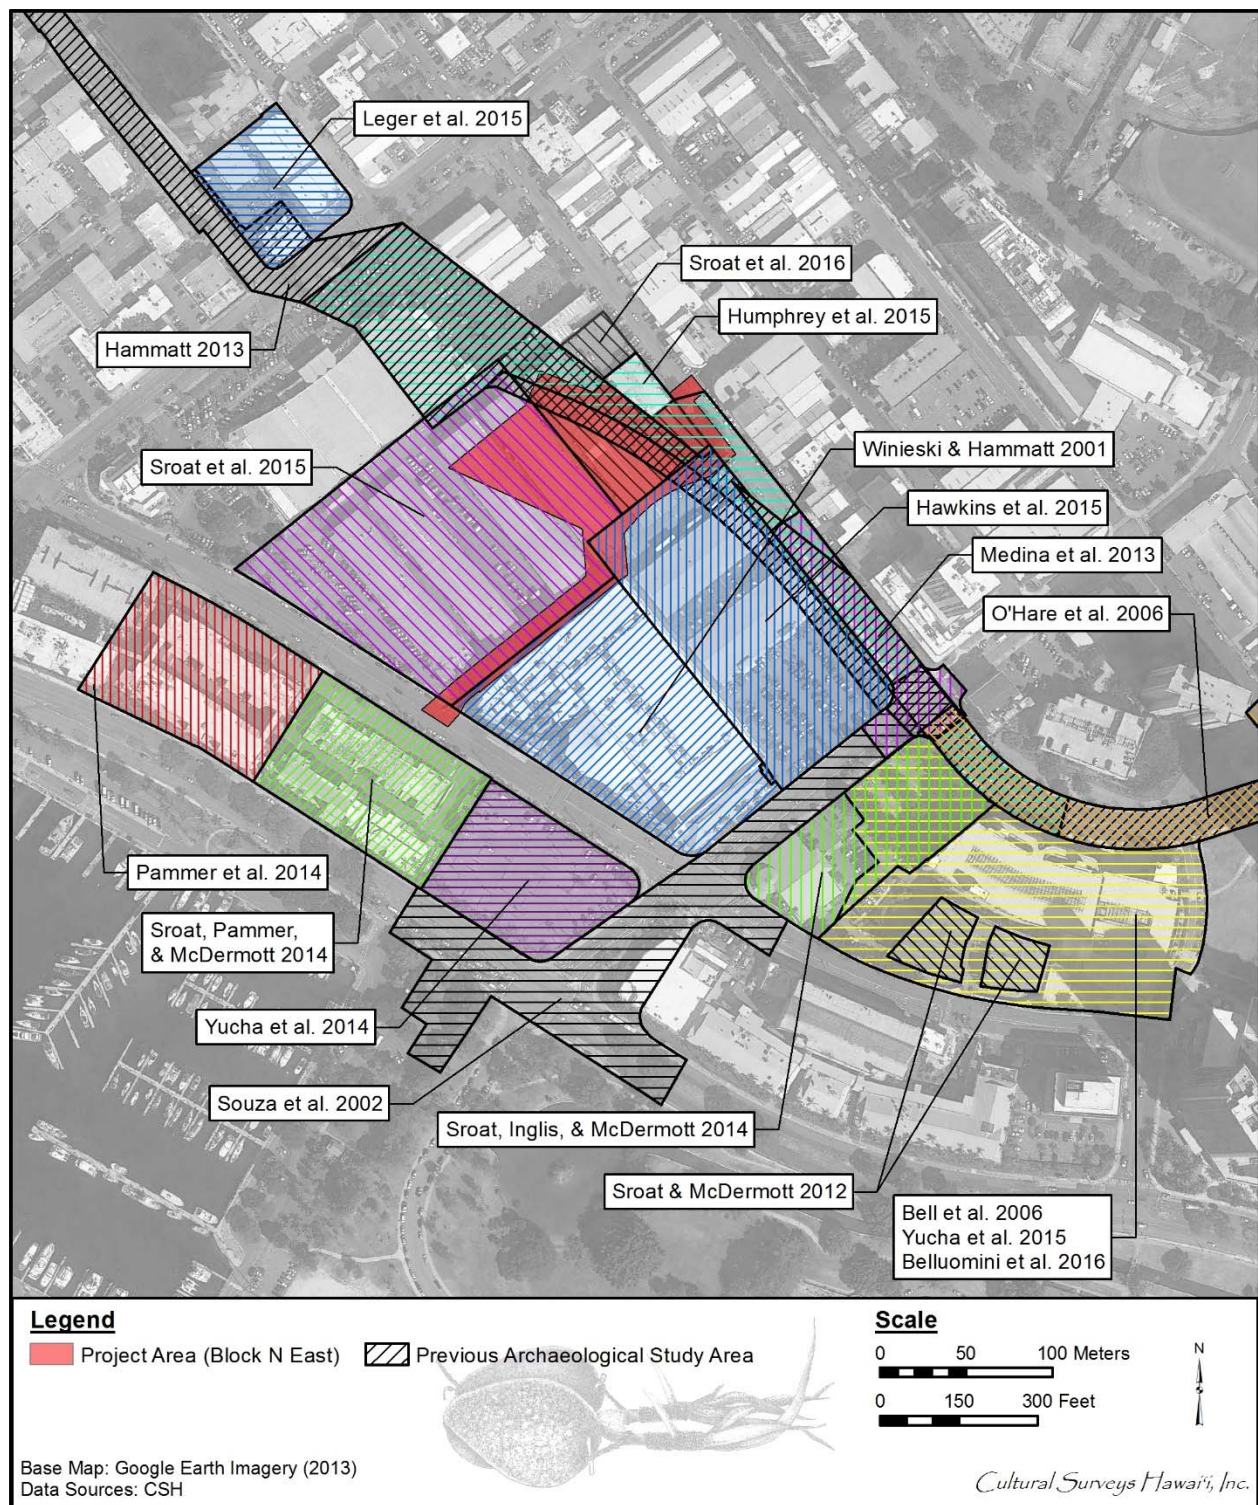 Leger et al. 2015
Sroat et al. 2016
Humphrey et al. 2015
Hammatt 2013
Winieski & Hammatt 2001
Sroat et al. 2015
Hawkins et al. 2015
Medina et al. 2013
O'Hare et al. 2006
Pammer et al. 2014
Sroat, Pammer,
& McDermott 2014
Yucha et al. 2014
Souza et al. 2002
Sroat, Inglis, & McDermott 2014
Sroat & McDermott 2012
Bell et al. 2006
Yucha et al. 2015
Belluomini et al. 2016
Legend
Project Area (Block N East)
Previous Archaeological Study Area
Scale
0 50 100 Meters
0 150 300 Feet
N
Base Map: Google Earth Imagery (2013)
Data Sources: CSH
Cultural Surveys Hawai‘i, Inc.